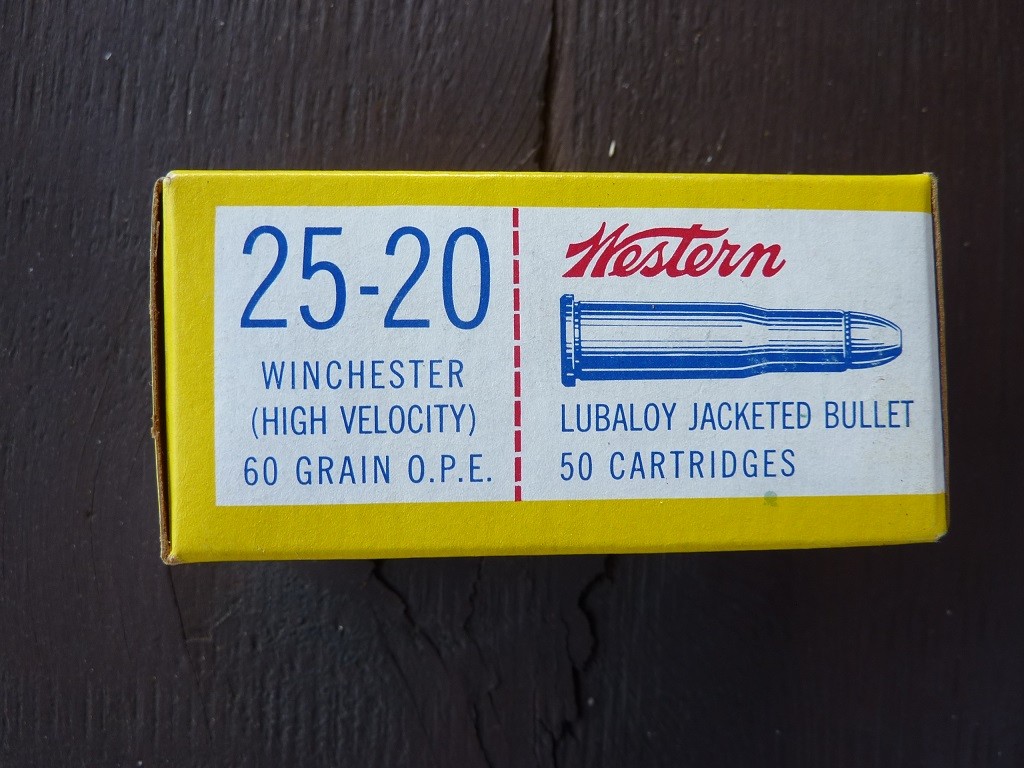 25-20
WINCHESTER
(HIGH VELOCITY)
60 GRAIN O.P.E.
Western
LUBALOY JACKETED BULLET
50 CARTRIDGES